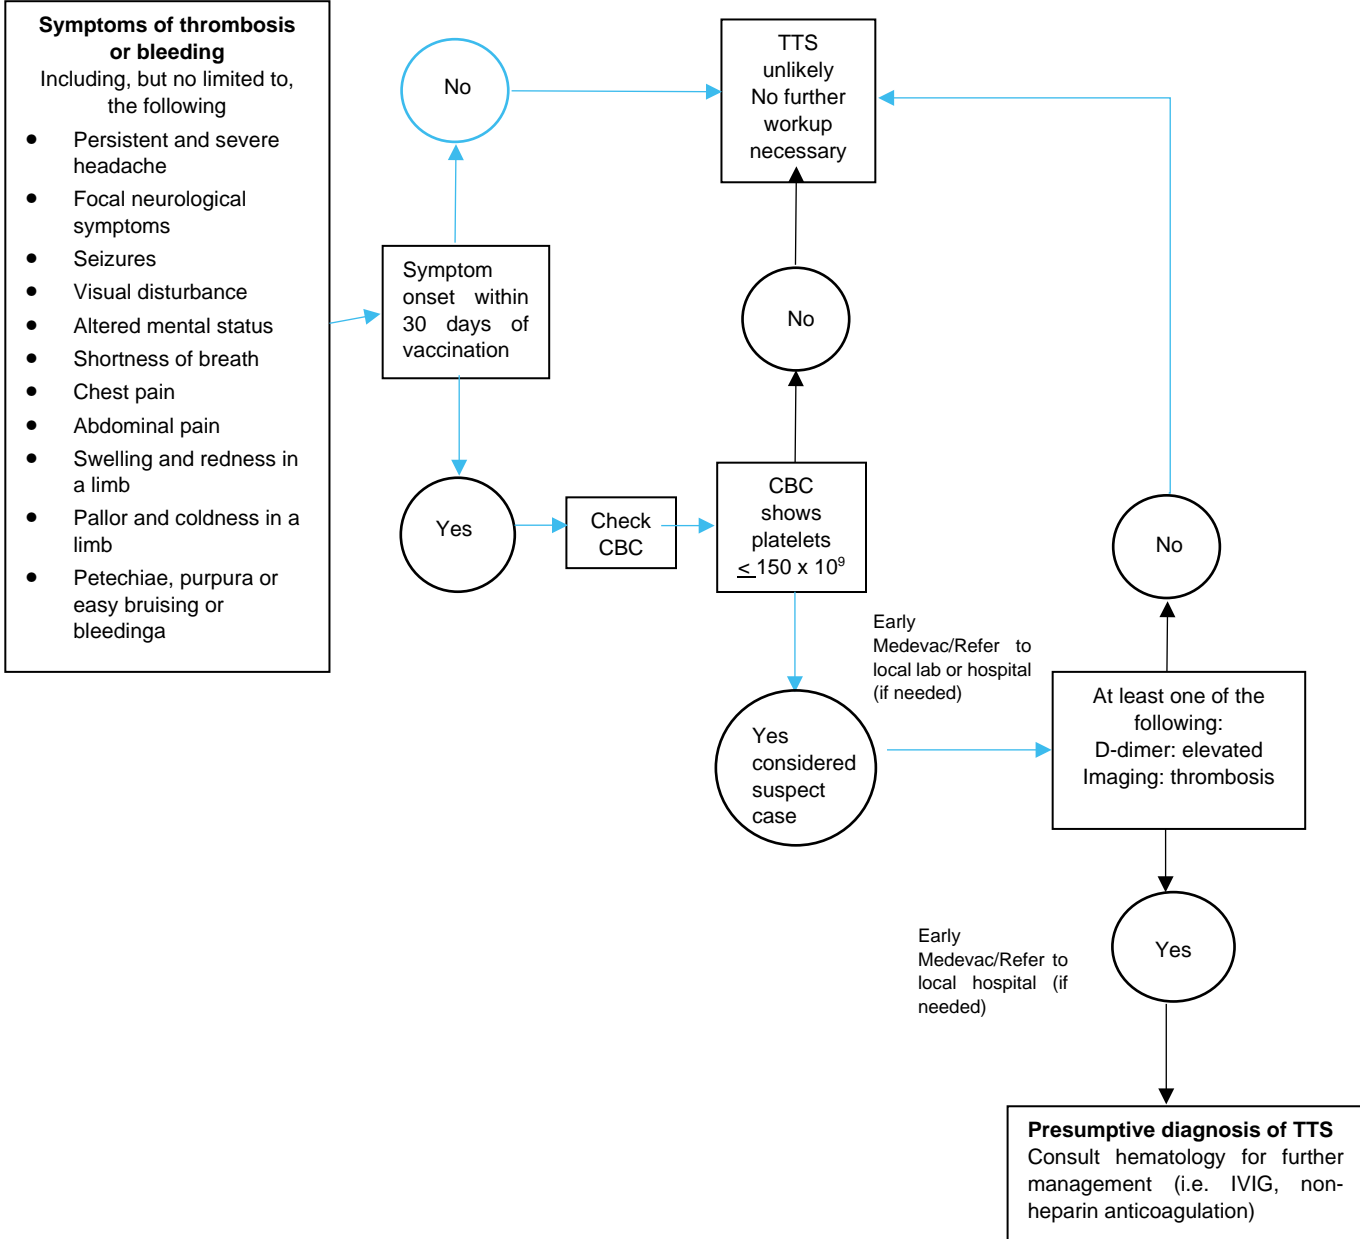 Symptoms of thrombosis
or bleeding
Including, but no limited to,
the following
● Persistent and severe
headache
● Focal neurological
symptoms
● Seizures
● Visual disturbance
● Altered mental status
● Shortness of breath
● Chest pain
● Abdominal pain
● Swelling and redness in
a limb
● Pallor and coldness in a
limb
● Petechiae, purpura or
easy bruising or
bleedinga
No
TTS
unlikely
No further
workup
necessary
Symptom
onset within
30 days of
vaccination
No
Yes
Check
CBC
CBC
shows
platelets
< 150 x 10⁹
No
Early
Medevac/Refer to
local lab or hospital
(if needed)
Yes
considered
suspect
case
At least one of the
following:
D-dimer: elevated
Imaging: thrombosis
Early
Medevac/Refer to
local hospital (if
needed)
Yes
Presumptive diagnosis of TTS
Consult hematology for further
management (i.e. IVIG, non-
heparin anticoagulation)